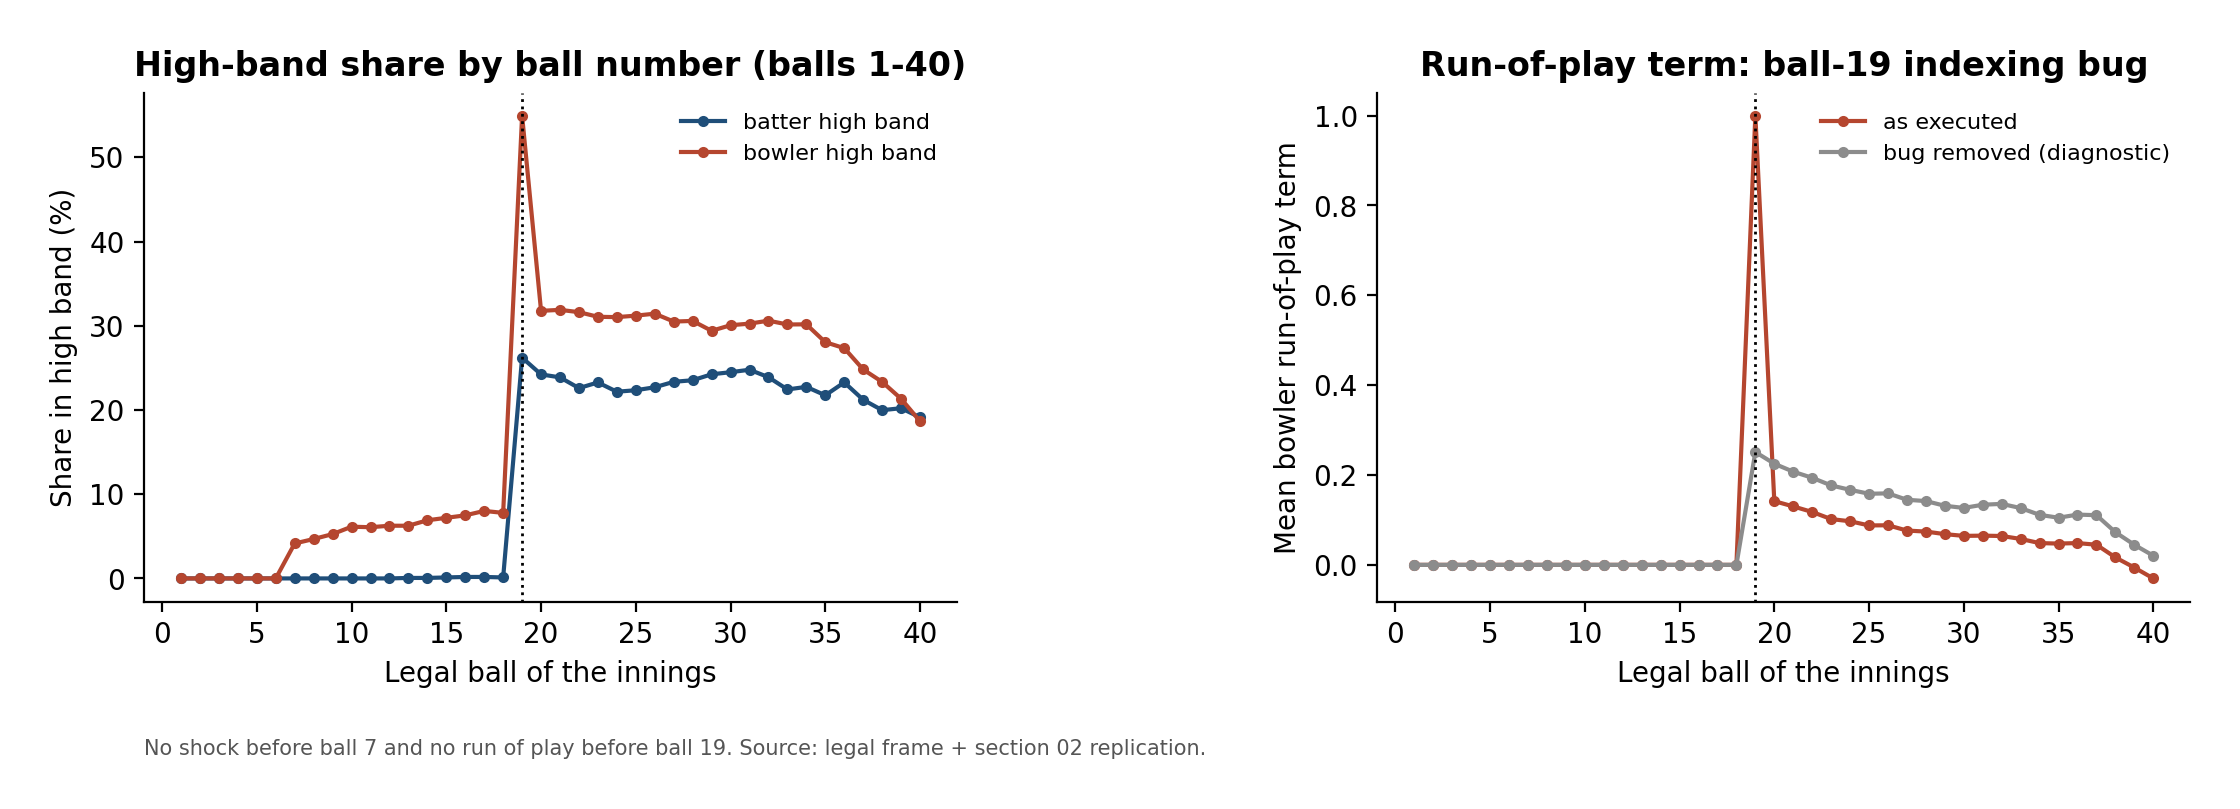 High-band share by ball number (balls 1-40)
batter high band
bowler high band
Share in high band (%)
50
40
30
20
10
0
0 5 10 15 20 25 30 35 40
Legal ball of the innings
Run-of-play term: ball-19 indexing bug
as executed
bug removed (diagnostic)
Mean bowler run-of-play term
1.0
0.8
0.6
0.4
0.2
0.0
0 5 10 15 20 25 30 35 40
Legal ball of the innings
No shock before ball 7 and no run of play before ball 19. Source: legal frame + section 02 replication.